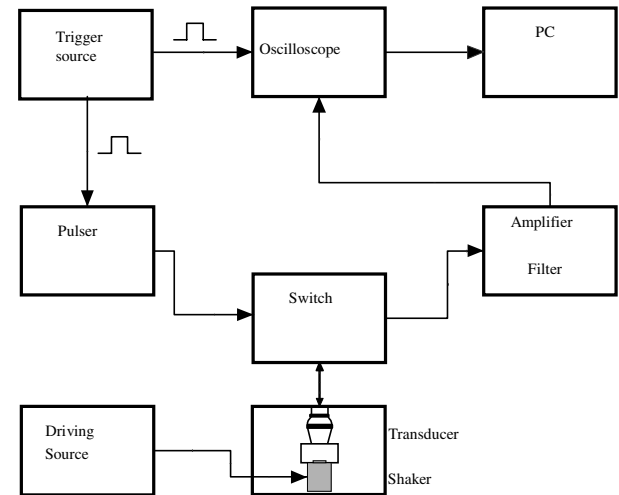 Trigger
source
Oscilloscope
PC
Pulser
Amplifier
Filter
Switch
Driving
Source
Transducer
Shaker